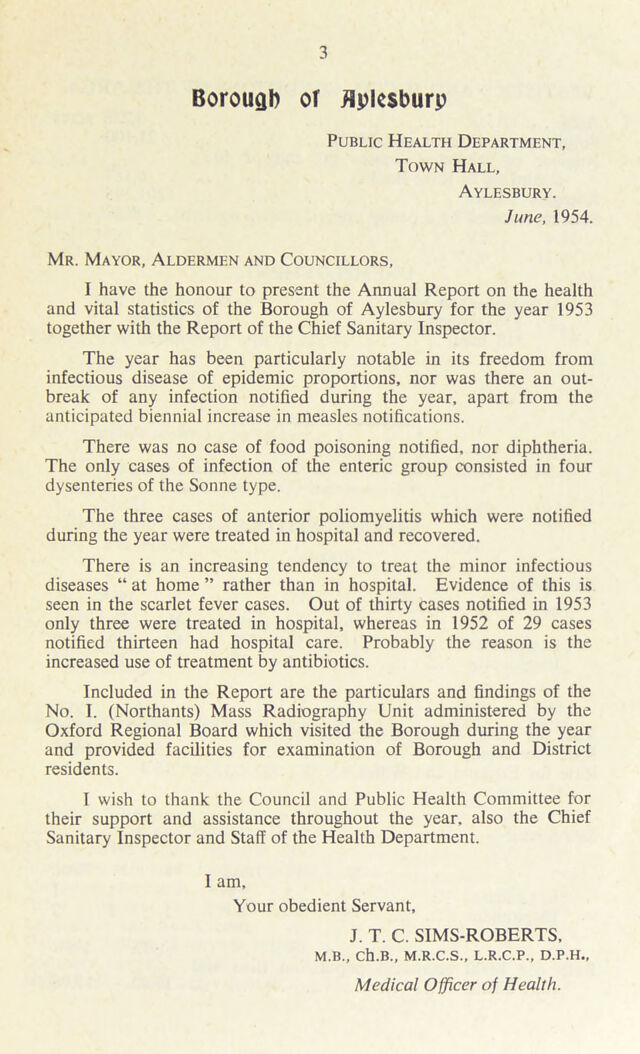 3
Borough of Aylesbury
PUBLIC HEALTH DEPARTMENT,
TOWN HALL,
AYLESBURY.
June, 1954.
MR. MAYOR, ALDERMEN AND COUNCILLORS,
I have the honour to present the Annual Report on the health
and vital statistics of the Borough of Aylesbury for the year 1953
together with the Report of the Chief Sanitary Inspector.
The year has been particularly notable in its freedom from
infectious disease of epidemic proportions, nor was there an out-
break of any infection notified during the year, apart from the
anticipated biennial increase in measles notifications.
There was no case of food poisoning notified, nor diphtheria.
The only cases of infection of the enteric group consisted in four
dysenteries of the Sonne type.
The three cases of anterior poliomyelitis which were notified
during the year were treated in hospital and recovered.
There is an increasing tendency to treat the minor infectious
diseases “ at home ” rather than in hospital. Evidence of this is
seen in the scarlet fever cases. Out of thirty cases notified in 1953
only three were treated in hospital, whereas in 1952 of 29 cases
notified thirteen had hospital care. Probably the reason is the
increased use of treatment by antibiotics.
Included in the Report are the particulars and findings of the
No. I. (Northants) Mass Radiography Unit administered by the
Oxford Regional Board which visited the Borough during the year
and provided facilities for examination of Borough and District
residents.
I wish to thank the Council and Public Health Committee for
their support and assistance throughout the year, also the Chief
Sanitary Inspector and Staff of the Health Department.
I am,
Your obedient Servant,
J. T. C. SIMS-ROBERTS,
M.B., Ch.B., M.R.C.S., L.R.C.P., D.P.H.,
Medical Officer of Health.